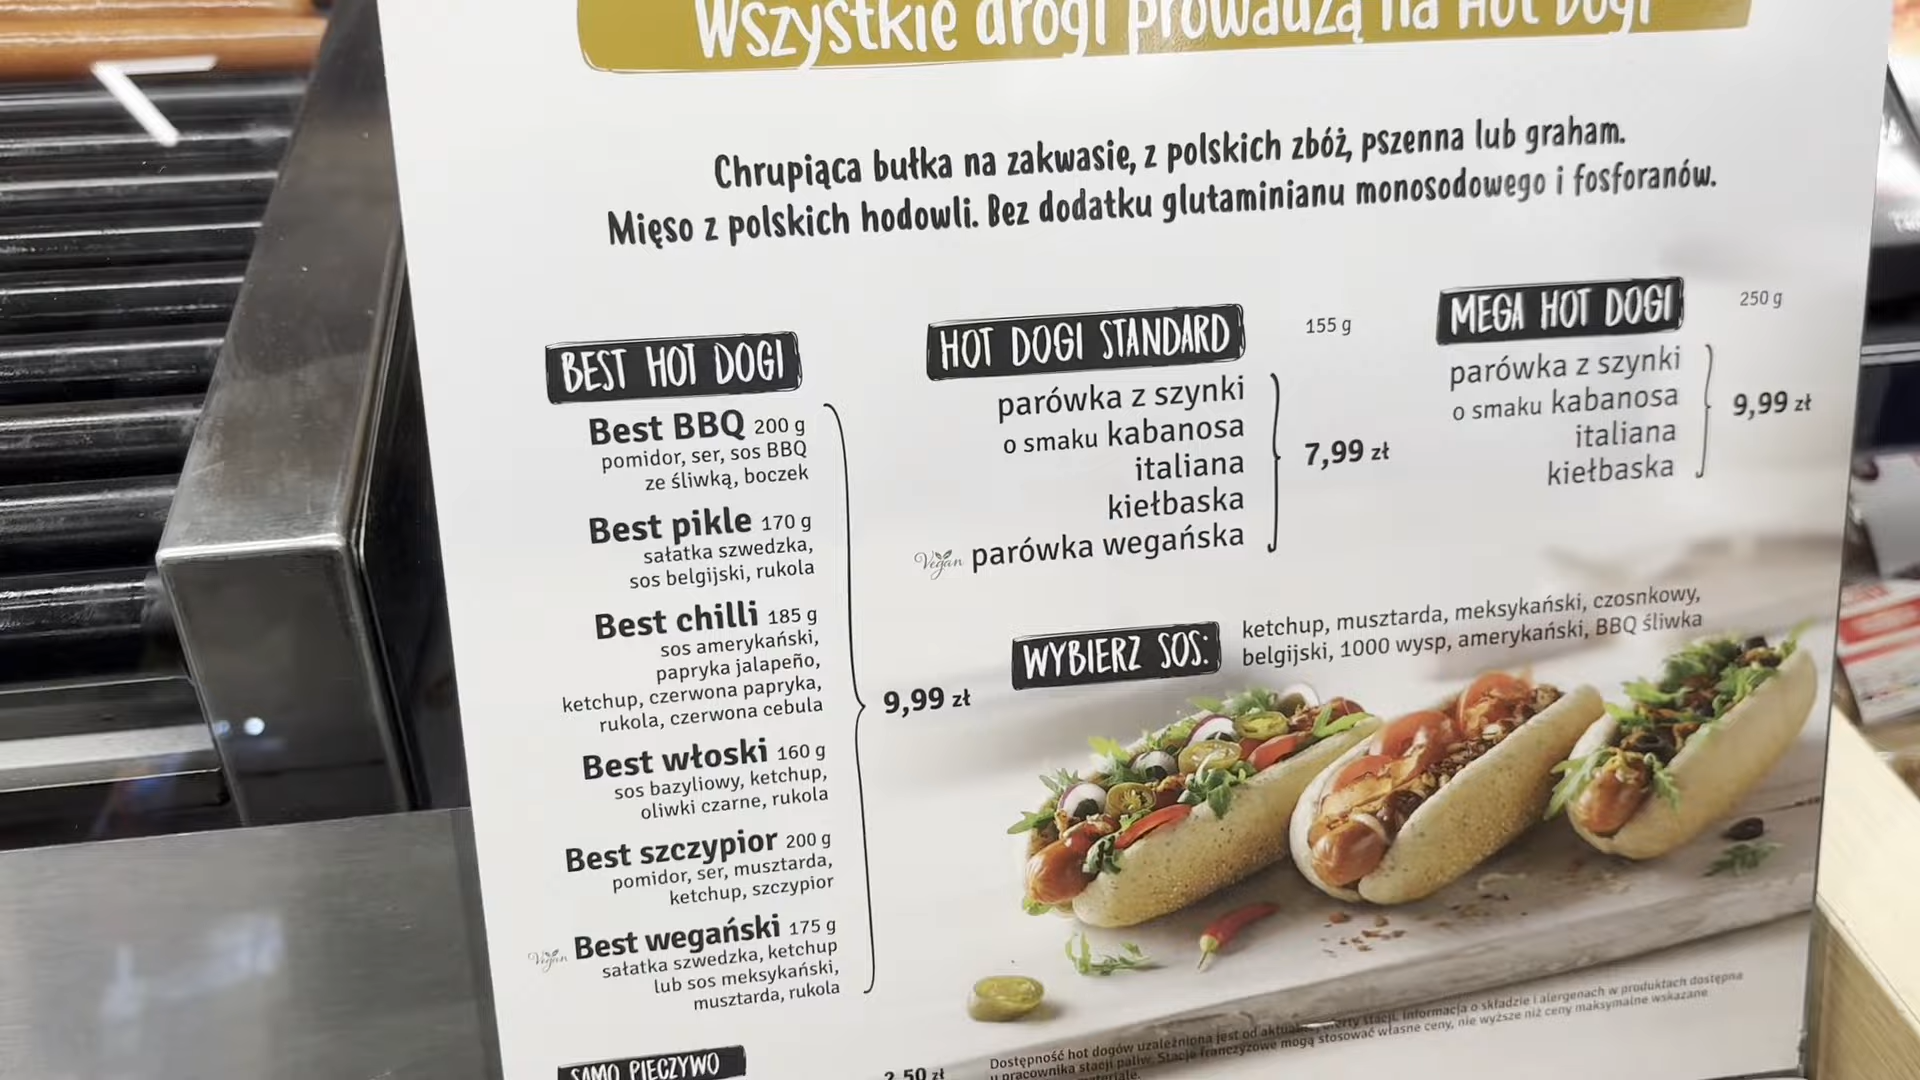 Wszystkie drogi prowadzą na Hot Dogi
Chrupiąca bułka na zakwasie, z polskich zbóż, pszenna lub graham.
Mięso z polskich hodowli. Bez dodatku glutaminianu monosodowego i fosforanów.
BEST HOT DOGI
Best BBQ 200 g
pomidor, ser, sos BBQ
ze śliwką, boczek
Best pikle 170 g
sałatka szwedzka,
sos belgijski, rukola
Best chilli 185 g
sos amerykański,
papryka jalapeño,
ketchup, czerwona papryka,
rukola, czerwona cebula
Best włoski 160 g
sos bazyliowy, ketchup,
oliwki czarne, rukola
Best szczypior 200 g
pomidor, ser, musztarda,
ketchup, szczypior
Vegan Best wegański 175 g
sałatka szwedzka, ketchup
lub sos meksykański,
musztarda, rukola
9,99 zł
HOT DOGI STANDARD 155 g
parówka z szynki
o smaku kabanosa
italiana
kiełbaska
Vegan parówka wegańska
7,99 zł
MEGA HOT DOGI 250 g
parówka z szynki
o smaku kabanosa
italiana
kiełbaska
9,99 zł
WYBIERZ SOS:
ketchup, musztarda, meksykański, czosnkowy,
belgijski, 1000 wysp, amerykański, BBQ śliwka
SAMO PIECZYWO 2,50 zł
Dostępność hot dogów uzależniona jest od oferty stacji. Informacja o składzie i alergenach w produktach dostępna
u pracownika stacji paliw. Stacje franczyzowe mogą stosować własne ceny, nie wyższe niż ceny maksymalne wskazane